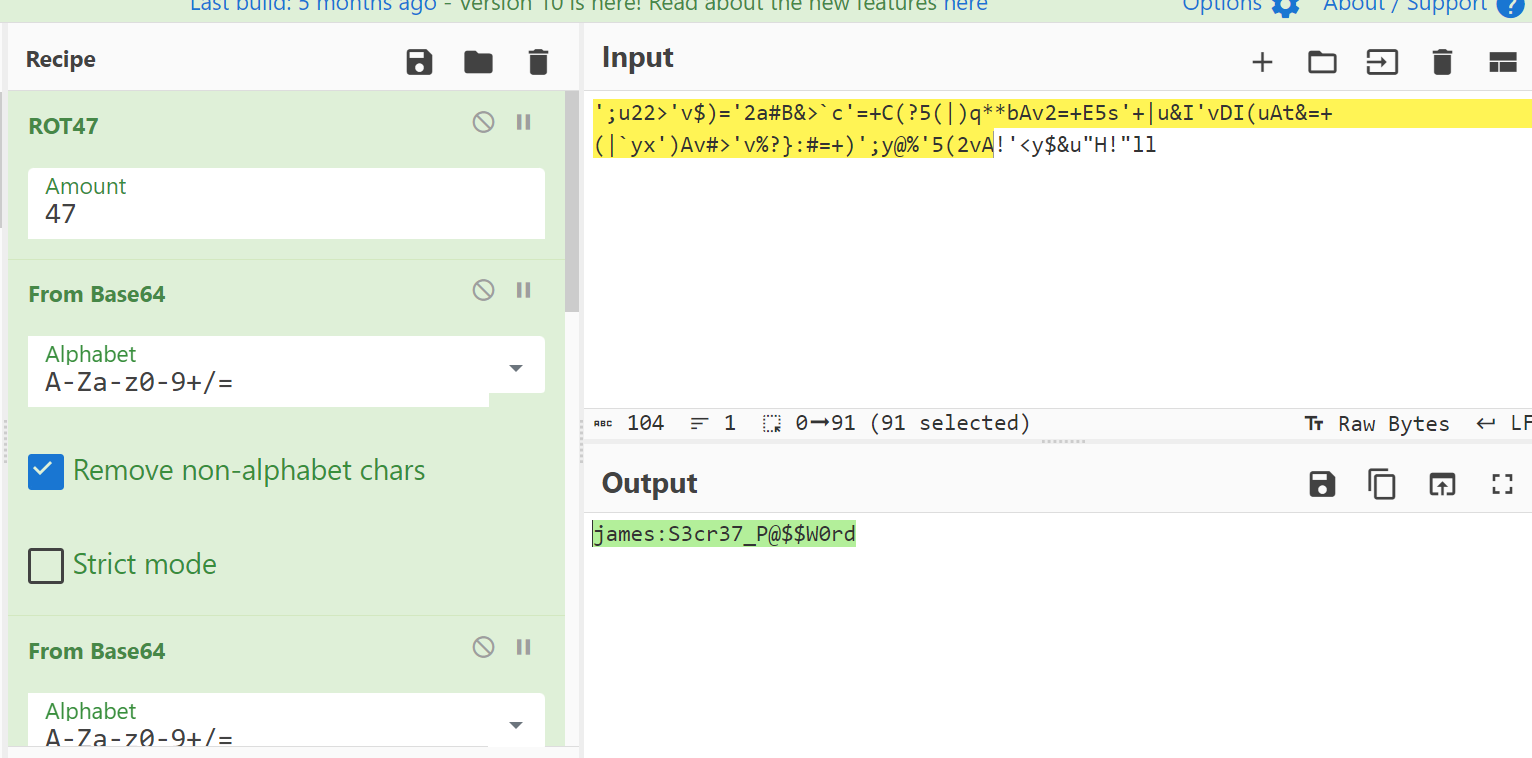 Last build: 5 months ago - Version 10 is here! Read about the new features here
Options
About / Support
?
Recipe
ROT47
Amount
47
From Base64
Alphabet
A-Za-z0-9+/=
Remove non-alphabet chars
Strict mode
From Base64
Alphabet
A-Za-z0-9+/=
Input
';u22>'v$)='2a#B&>`c'=+C(?5(|)q**bAv2=+E5s'+|u&I'vDI(uAt&=+
(|`yx')Av#>'v%?}:#=+)';y@%'5(2vA!'<y$&u"H!"ll
ABC 104
1
0➞91 (91 selected)
Tт Raw Bytes
LF
Output
james:S3cr37_P@$$W0rd